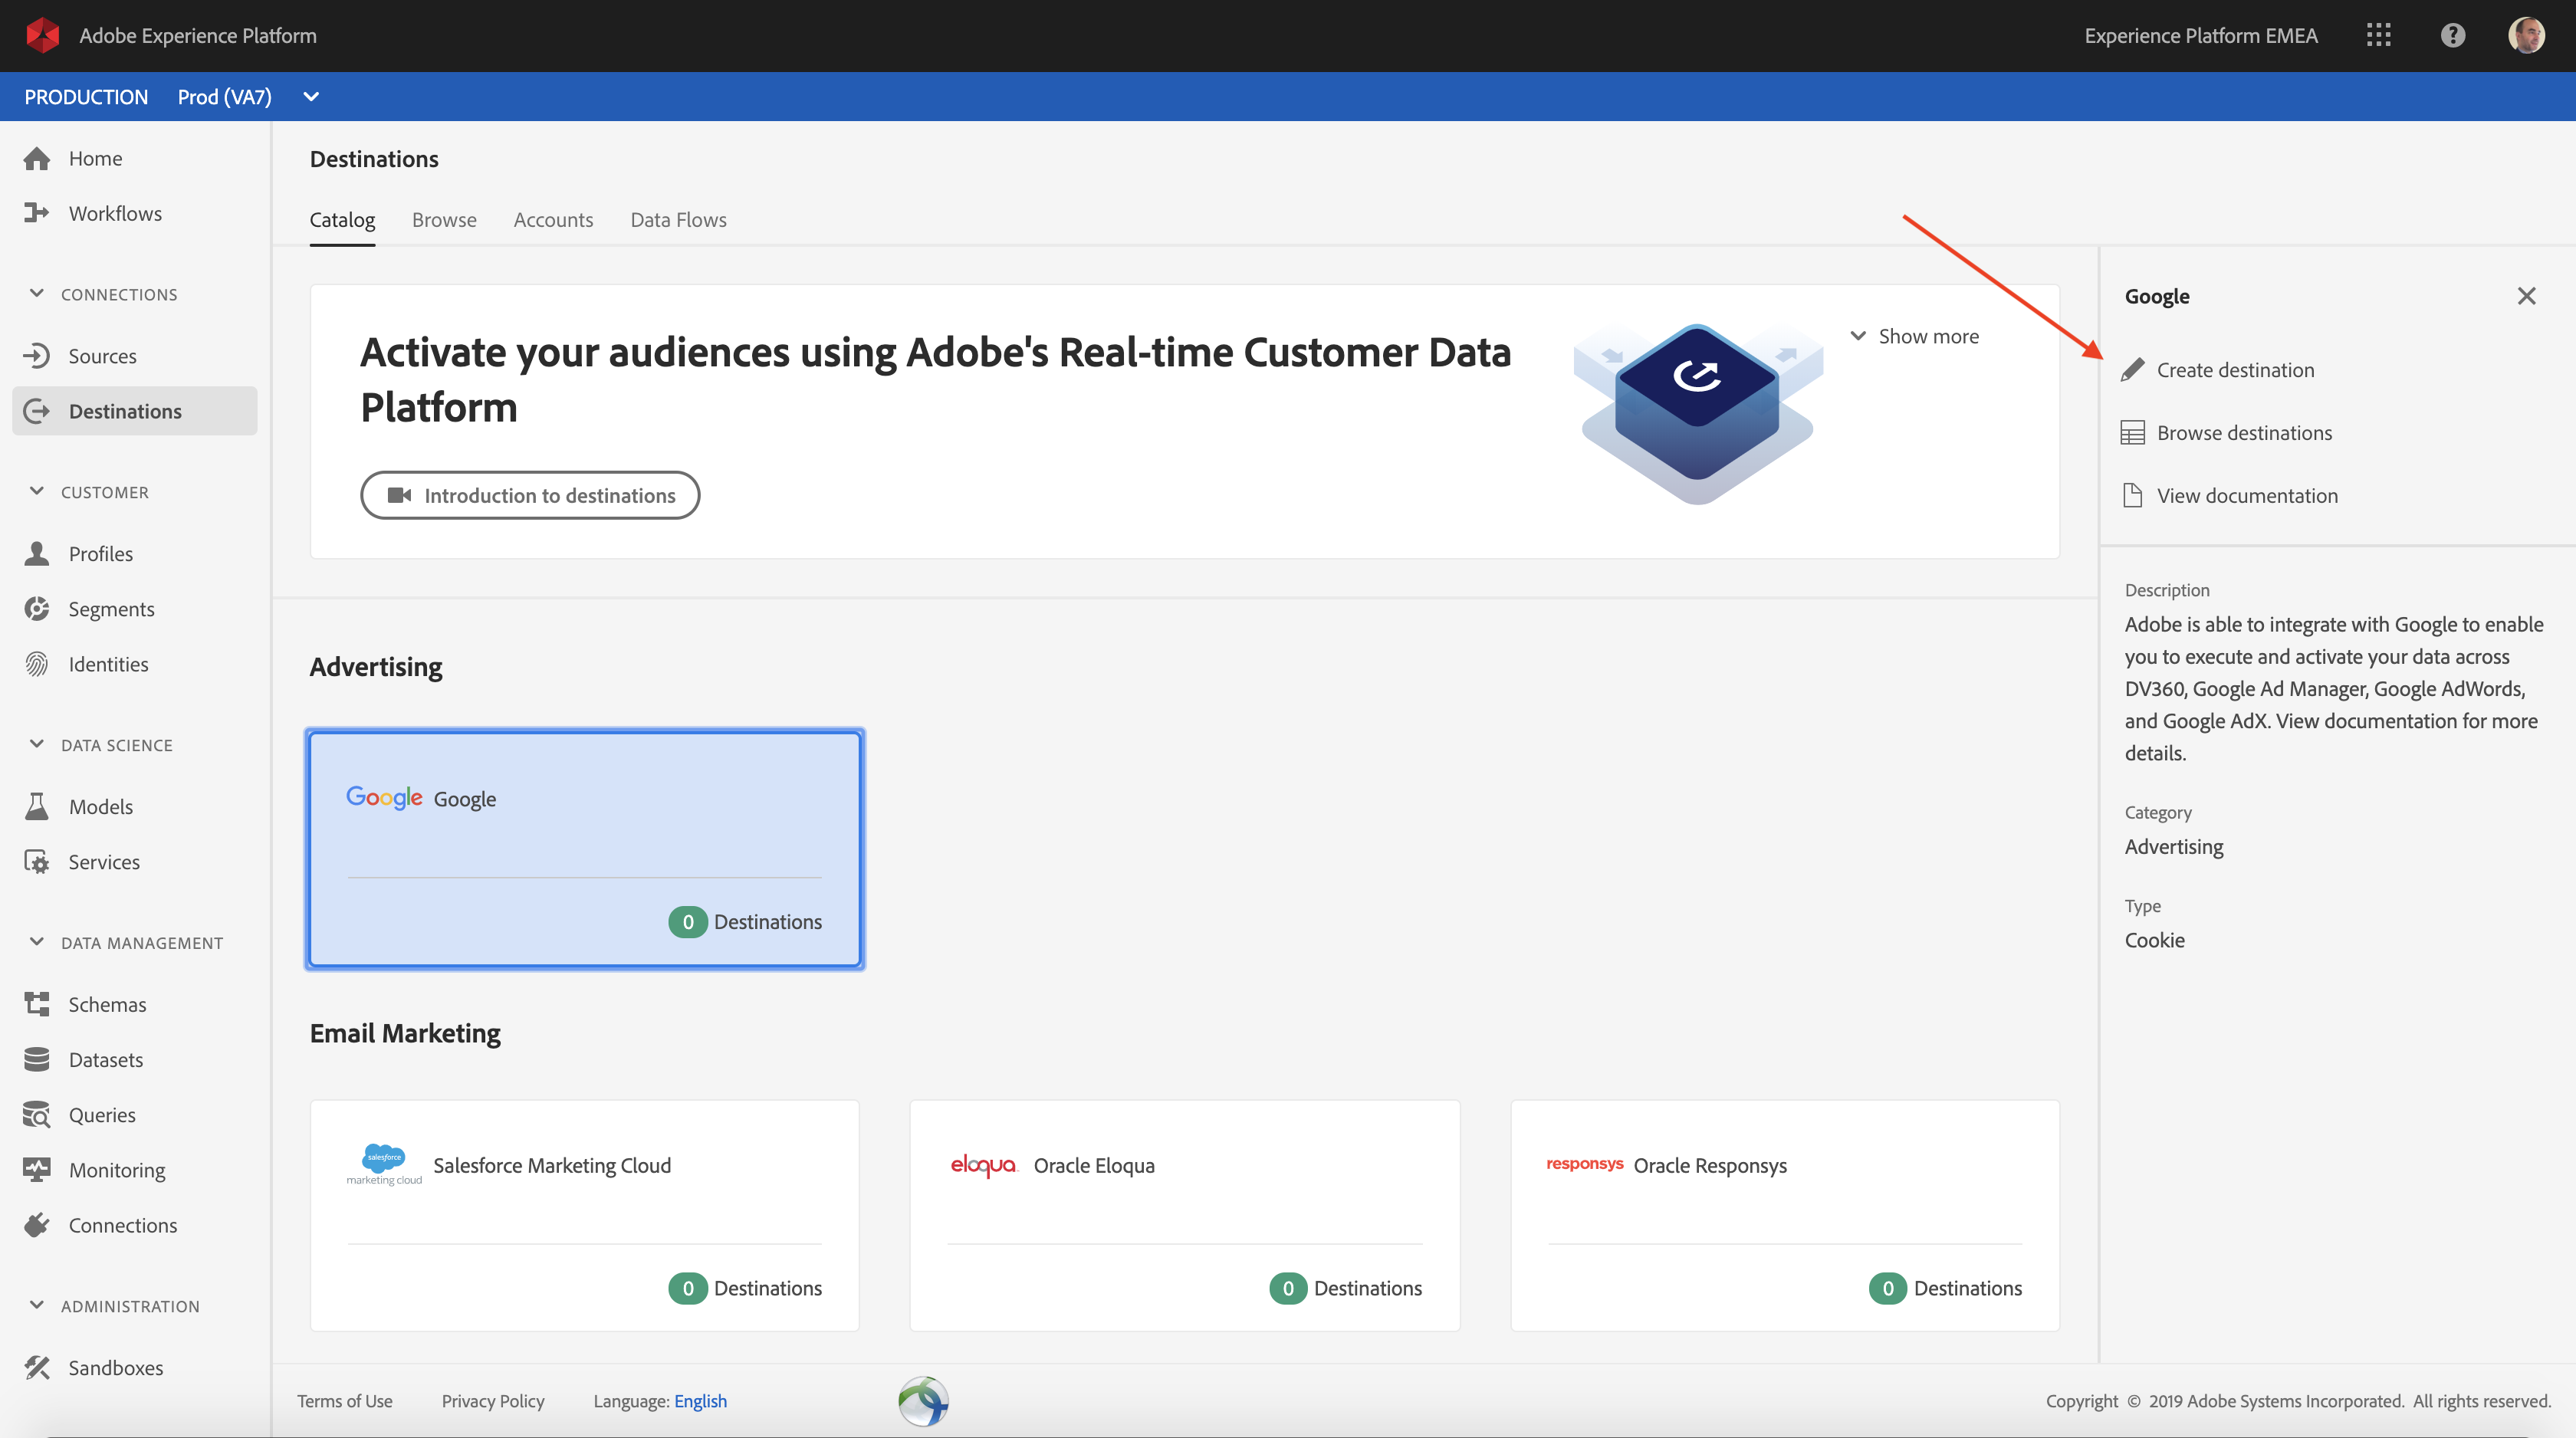 Adobe Experience Platform
Experience Platform EMEA
PRODUCTION Prod (VA7)
Home
Workflows
CONNECTIONS
Sources
Destinations
CUSTOMER
Profiles
Segments
Identities
DATA SCIENCE
Models
Services
DATA MANAGEMENT
Schemas
Datasets
Queries
Monitoring
Connections
ADMINISTRATION
Sandboxes
Destinations
Catalog Browse Accounts Data Flows
Activate your audiences using Adobe's Real-time Customer Data
Platform
Show more
Introduction to destinations
Advertising
Google Google
0 Destinations
Email Marketing
salesforce
marketing cloud
Salesforce Marketing Cloud
0 Destinations
eloqua Oracle Eloqua
0 Destinations
responsys Oracle Responsys
0 Destinations
Google
Create destination
Browse destinations
View documentation
Description
Adobe is able to integrate with Google to enable
you to execute and activate your data across
DV360, Google Ad Manager, Google AdWords,
and Google AdX. View documentation for more
details.
Category
Advertising
Type
Cookie
Terms of Use Privacy Policy Language: English
Copyright © 2019 Adobe Systems Incorporated. All rights reserved.